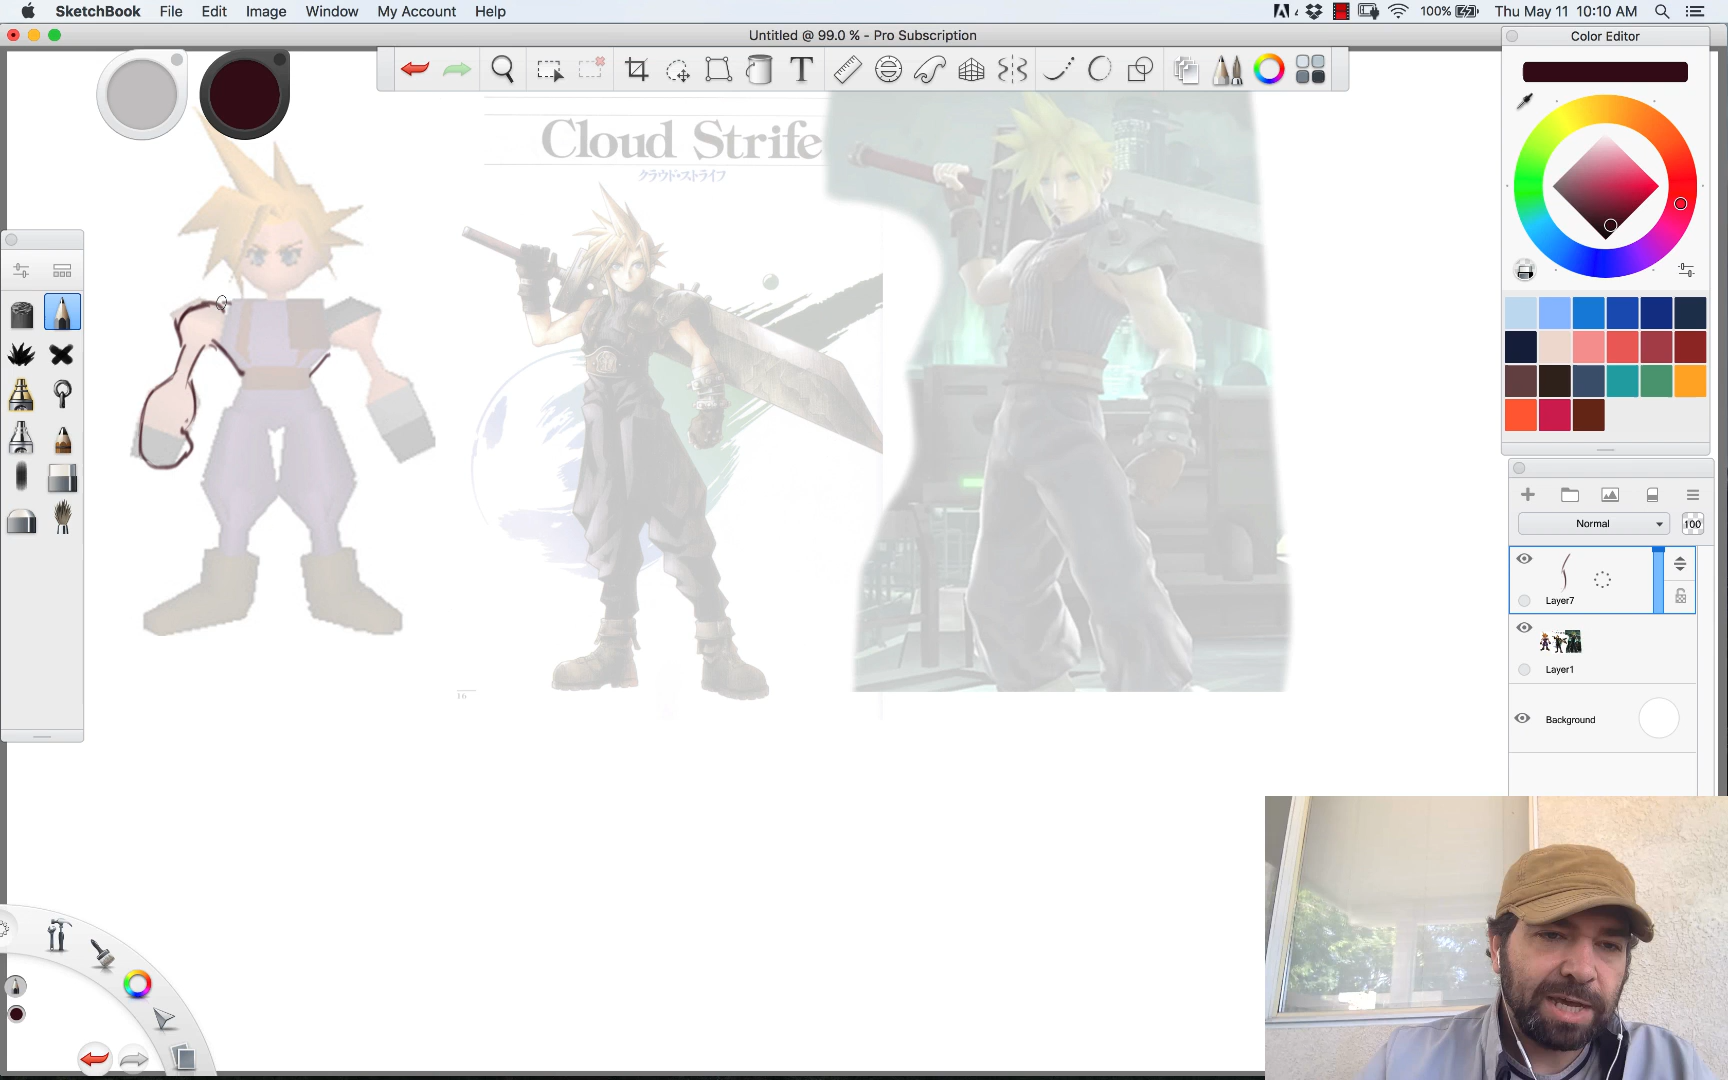 SketchBook File Edit Image Window My Account Help 100% Thu May 11 10:10 AM
Untitled @ 99.0 % - Pro Subscription
Color Editor
T
Cloud Strife
クラウド・ストライフ
Normal
100
Layer7
Layer1
Background
16